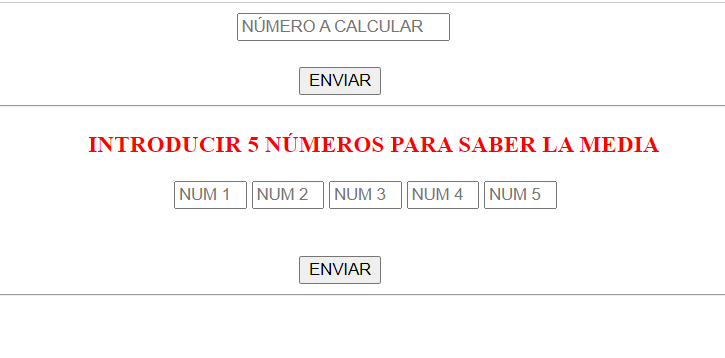 NÚMERO A CALCULAR
ENVIAR
INTRODUCIR 5 NÚMEROS PARA SABER LA MEDIA
NUM 1 NUM 2 NUM 3 NUM 4 NUM 5
ENVIAR